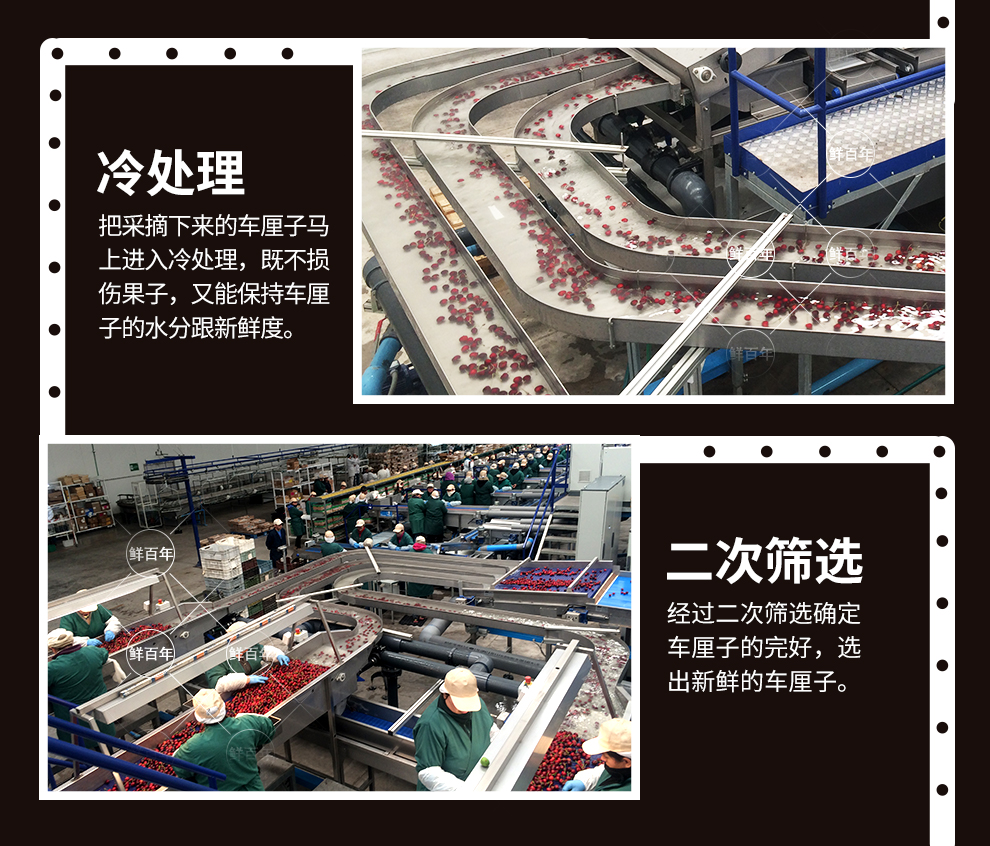 冷处理
把采摘下来的车厘子马
上进入冷处理，既不损
伤果子，又能保持车厘
子的水分跟新鲜度。
鲜百年
鲜百年
鲜百年
鲜百年
二次筛选
经过二次筛选确定
车厘子的完好，选
出新鲜的车厘子。
鲜百年
鲜百年
鲜百年
鲜百年